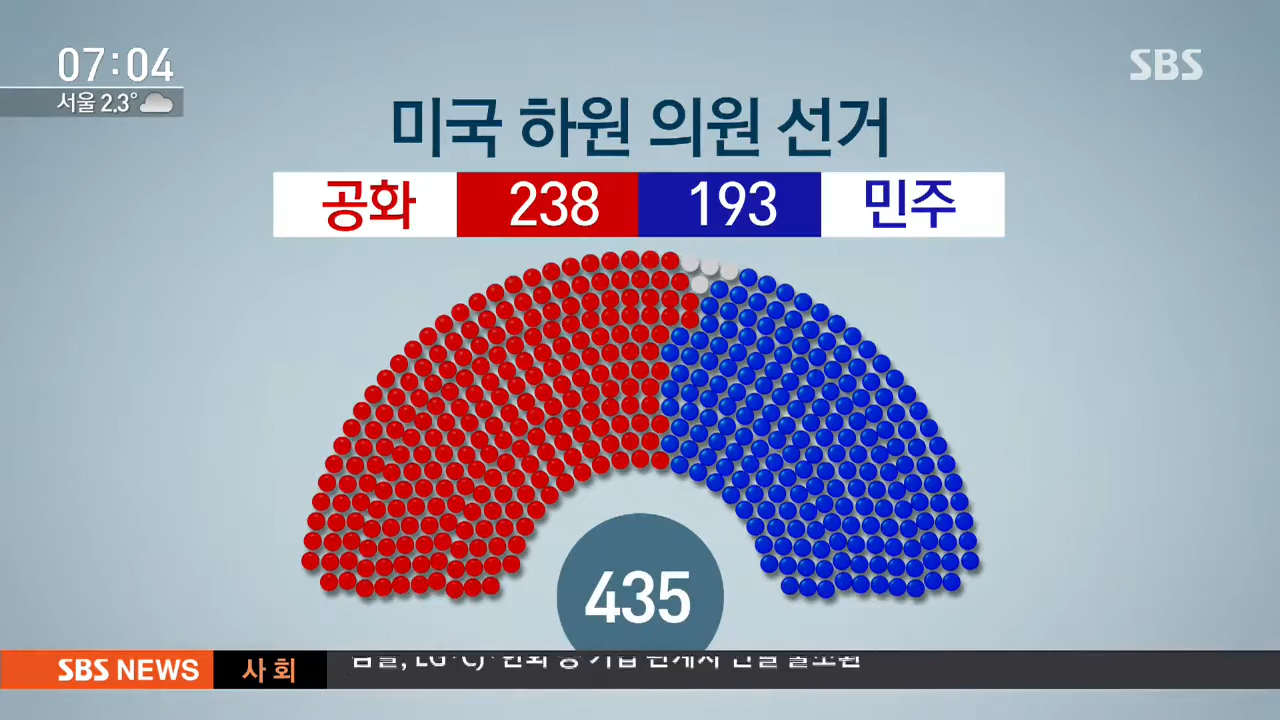 07:04
SBS
서울 2.3°
미국 하원 의원 선거
공화 238 193 민주
435
SBS NEWS 사회